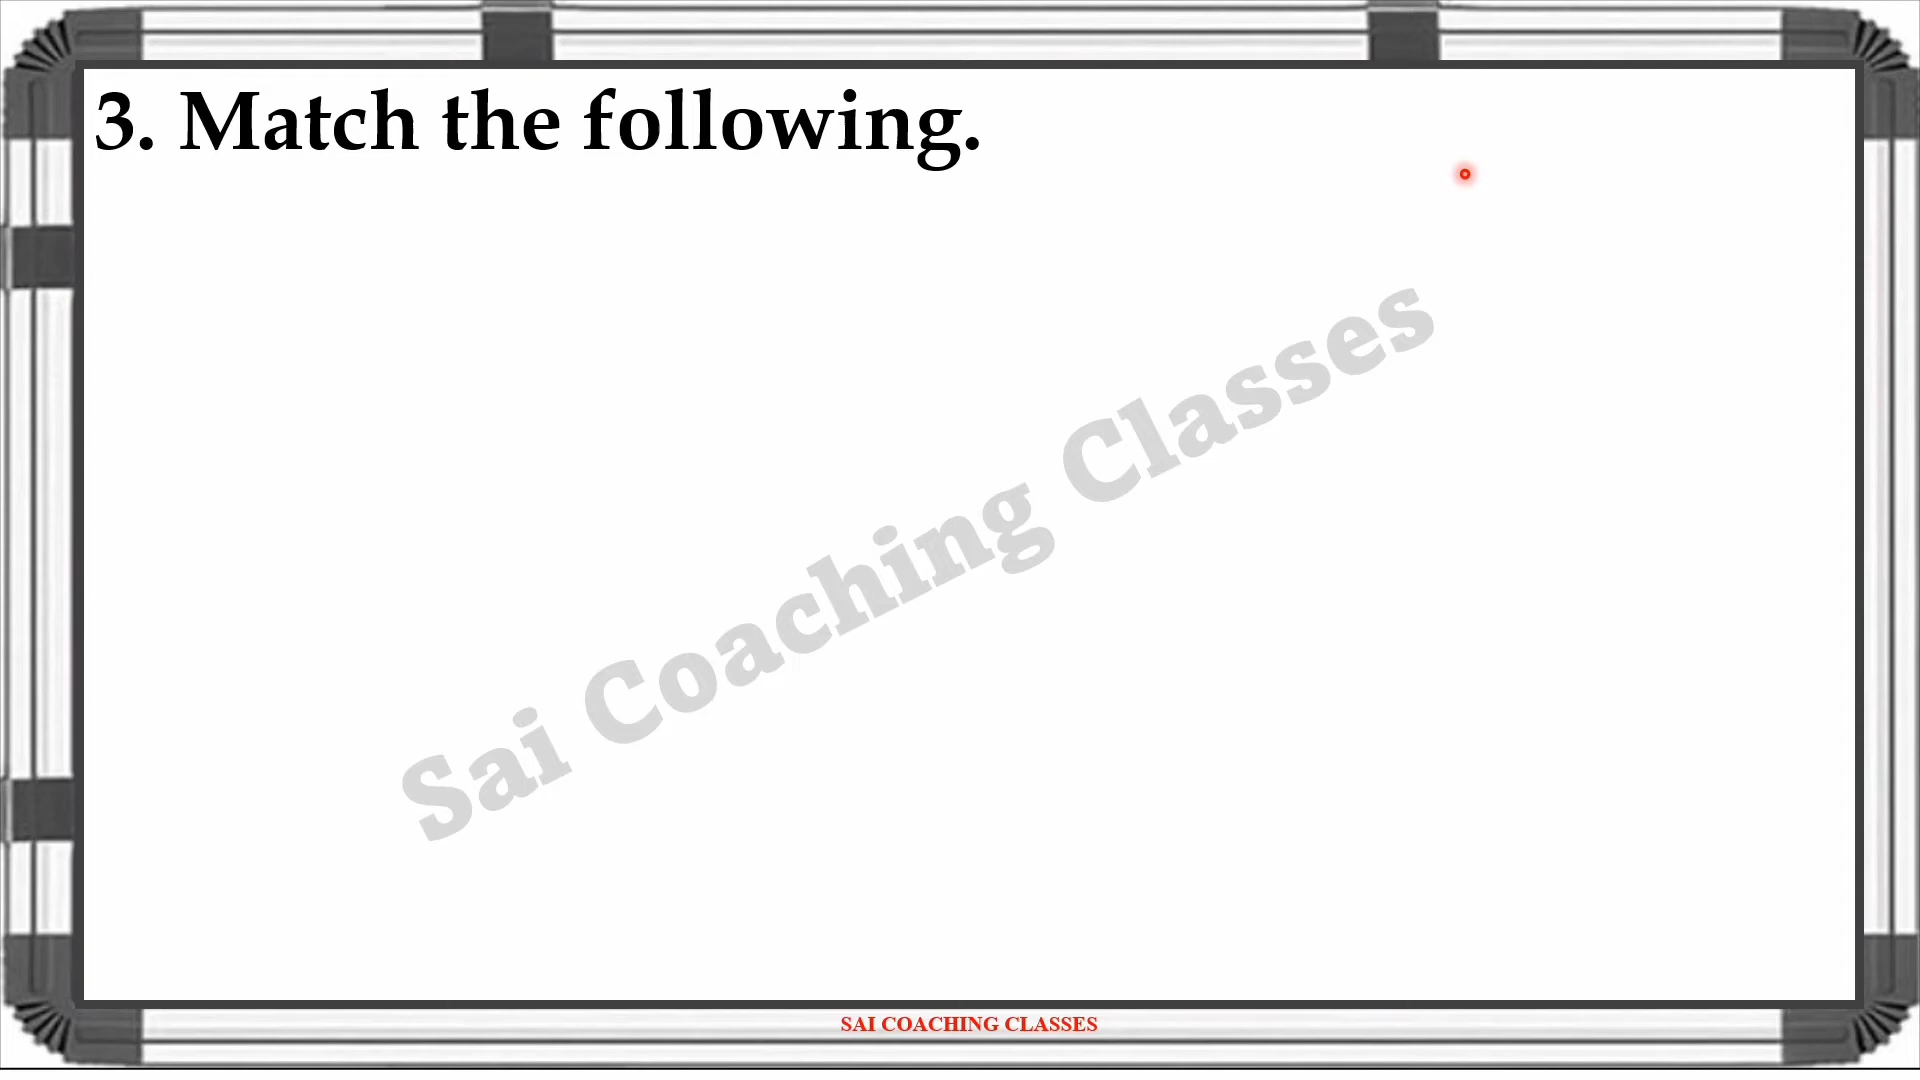 3. Match the following.
Sai Coaching Classes
SAI COACHING CLASSES